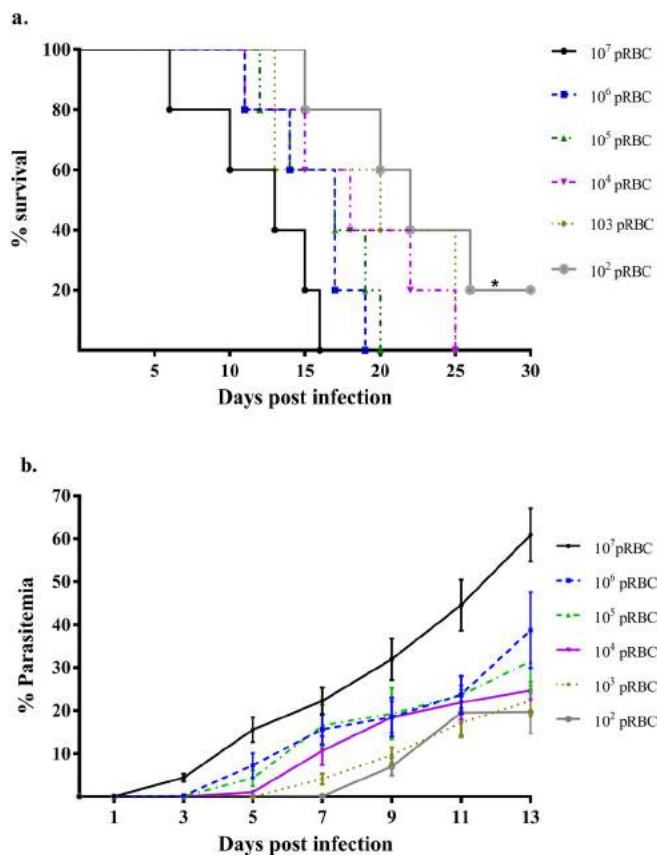 a.
100
80
60
40
20
% survival
5
10
15
20
25
30
Days post infection
*
10⁷ pRBC
10⁶ pRBC
10⁵ pRBC
10⁴ pRBC
103 pRBC
10² pRBC
b.
70
60
50
40
30
20
10
% Parasitemia
1
3
5
7
9
11
13
Days post infection
10⁷pRBC
10⁶ pRBC
10⁵ pRBC
10⁴ pRBC
10³ pRBC
10² pRBC